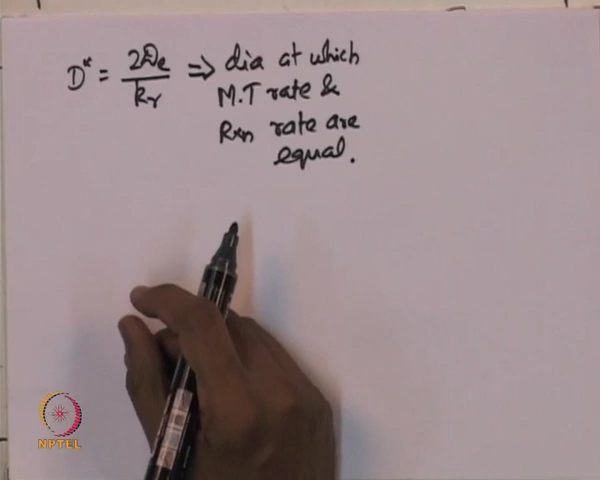 D* = 2De / kr ⇒ dia at which
M.T rate &
Rxn rate are
equal.
NPTEL